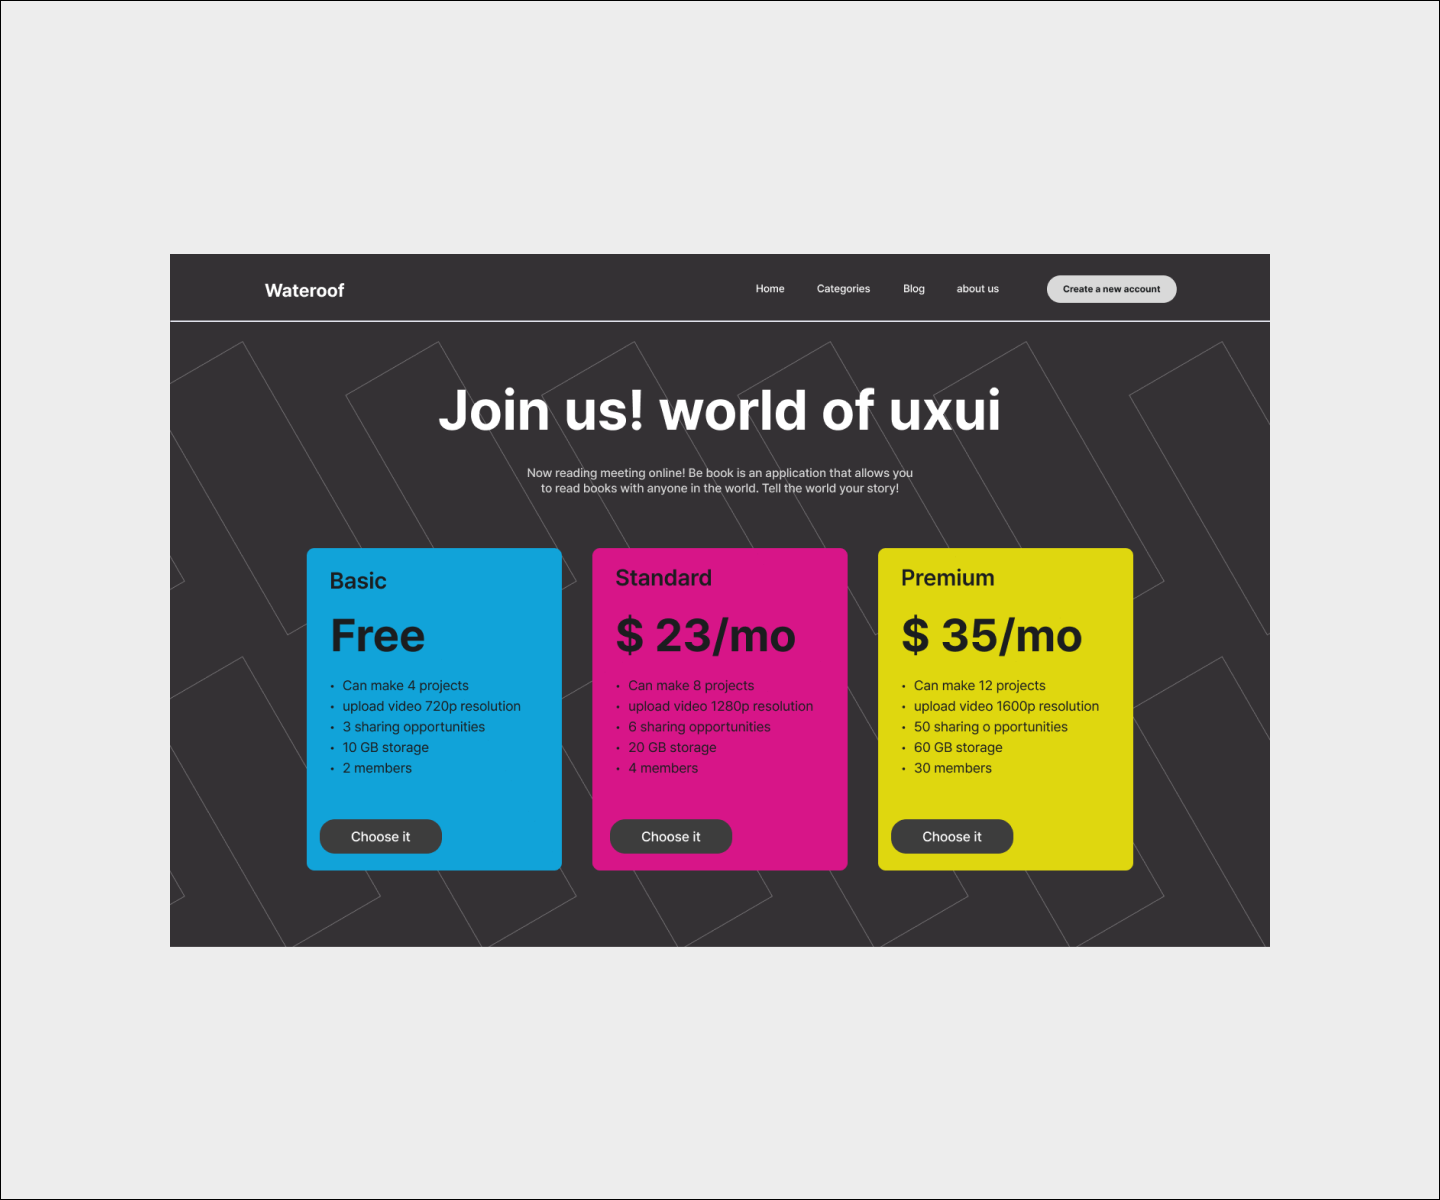 Wateroof
Home
Categories
Blog
about us
Create a new account
Join us! world of uxui
Now reading meeting online! Be book is an application that allows you
to read books with anyone in the world. Tell the world your story!
Basic
Free
• Can make 4 projects
• upload video 720p resolution
• 3 sharing opportunities
• 10 GB storage
• 2 members
Choose it
Standard
$ 23/mo
• Can make 8 projects
• upload video 1280p resolution
• 6 sharing opportunities
• 20 GB storage
• 4 members
Choose it
Premium
$ 35/mo
• Can make 12 projects
• upload video 1600p resolution
• 50 sharing o pportunities
• 60 GB storage
• 30 members
Choose it